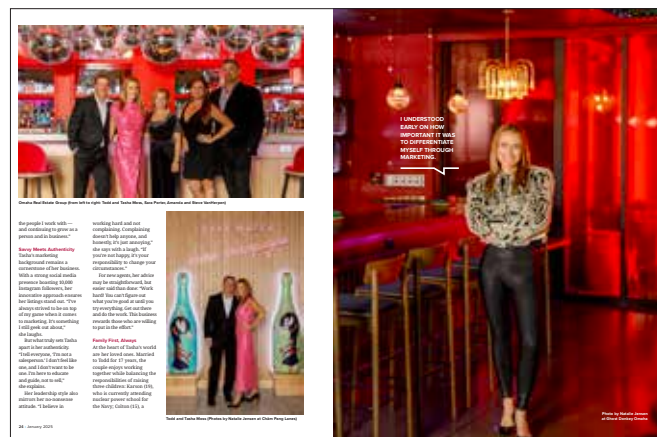 Omaha Real Estate Group (from left to right: Todd and Tasha Moss, Sara Porter, Amanda and Steve VanHerpen)
the people I work with —
and continuing to grow as a
person and in business."
Savvy Meets Authenticity
Tasha's marketing
background remains a
cornerstone of her business.
With a strong social media
presence boasting 10,000
Instagram followers, her
innovative approach ensures
her listings stand out. "I've
always strived to be on top
of my game when it comes
to marketing. It's something
I still geek out about,"
she laughs.
But what truly sets Tasha
apart is her authenticity.
"I tell everyone, 'I'm not a
salesperson.' I don't feel like
one, and I don't want to be
one. I'm here to educate
and guide, not to sell,"
she explains.
Her leadership style also
mirrors her no-nonsense
attitude. "I believe in
working hard and not
complaining. Complaining
doesn't help anyone, and
honestly, it's just annoying,"
she says with a laugh. "If
you're not happy, it's your
responsibility to change your
circumstances."
For new agents, her advice
may be straightforward, but
easier said than done: "Work
hard! You can't figure out
what you're good at until you
try everything. Get out there
and do the work. This business
rewards those who are willing
to put in the effort."
Family First, Always
At the heart of Tasha's world
are her loved ones. Married
to Todd for 17 years, the
couple enjoys working
together while balancing the
responsibilities of raising
three children: Karson (19),
who is currently attending
nuclear power school for
the Navy, Colton (15), a
Todd and Tasha Moss (Photos by Natalie Jensen at Châm Pang Lanes)
24 | January 2025
I UNDERSTOOD
EARLY ON HOW
IMPORTANT IT WAS
TO DIFFERENTIATE
MYSELF THROUGH
MARKETING.
Photo by Natalie Jensen
at Blend Donkey Omaha